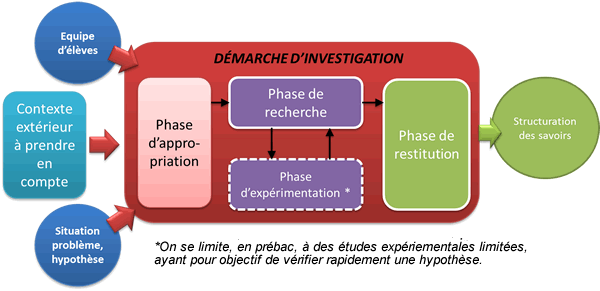 Equipe
d'élèves
DÉMARCHE D'INVESTIGATION
Contexte
extérieur
à prendre
en
compte
Phase
d'appro-
priation
Phase de
recherche
Phase
d'expérimentation *
Phase de
restitution
Structuration
des savoirs
Situation
problème,
hypothèse
*On se limite, en prébac, à des études expériementales limitées,
ayant pour objectif de vérifier rapidement une hypothèse.